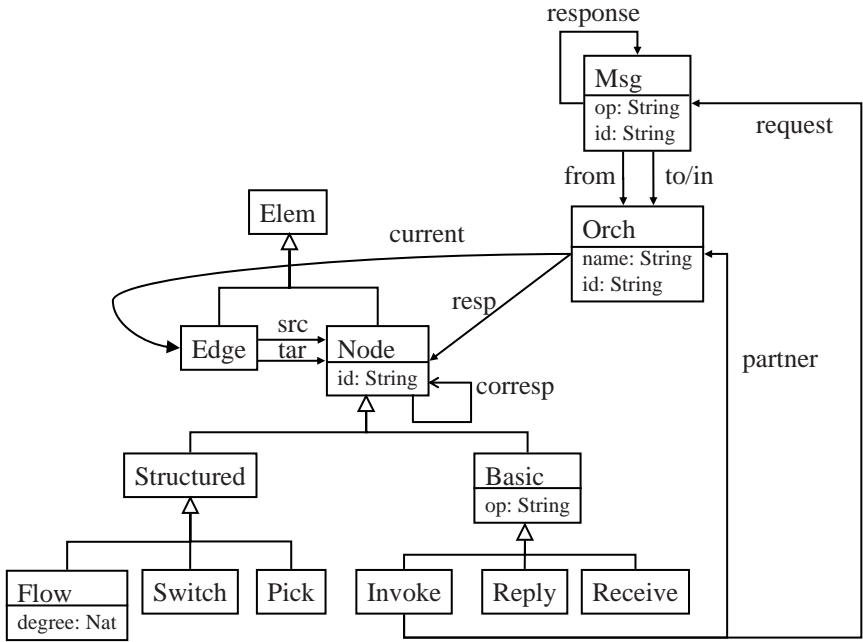 response
Msg
op: String
id: String
request
from
to/in
Elem
current
Orch
name: String
id: String
resp
src
tar
Edge
Node
id: String
corresp
partner
Structured
Basic
op: String
Flow
degree: Nat
Switch
Pick
Invoke
Reply
Receive